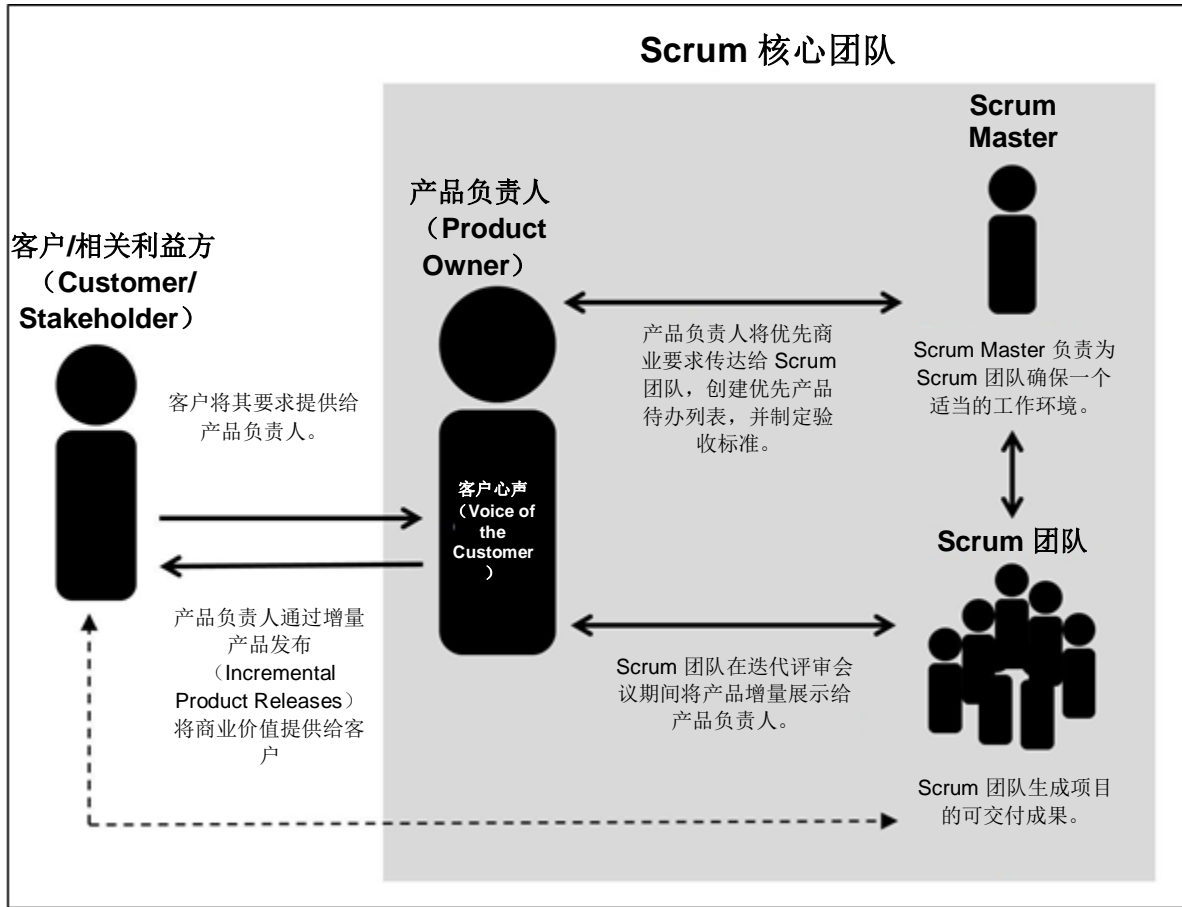 Scrum 核心团队
Scrum
Master
产品负责人
（Product
Owner）
客户/相关利益方
（Customer/
Stakeholder）
客户将其要求提供给
产品负责人。
产品负责人将优先商
业要求传达给 Scrum
团队，创建优先产品
待办列表，并制定验
收标准。
Scrum Master 负责为
Scrum 团队确保一个
适当的工作环境。
客户心声
（Voice of
the
Customer
）
Scrum 团队
产品负责人通过增量
产品发布
（Incremental
Product Releases）
将商业价值提供给客
户
Scrum 团队在迭代评审会
议期间将产品增量展示给
产品负责人。
Scrum 团队生成项目
的可交付成果。